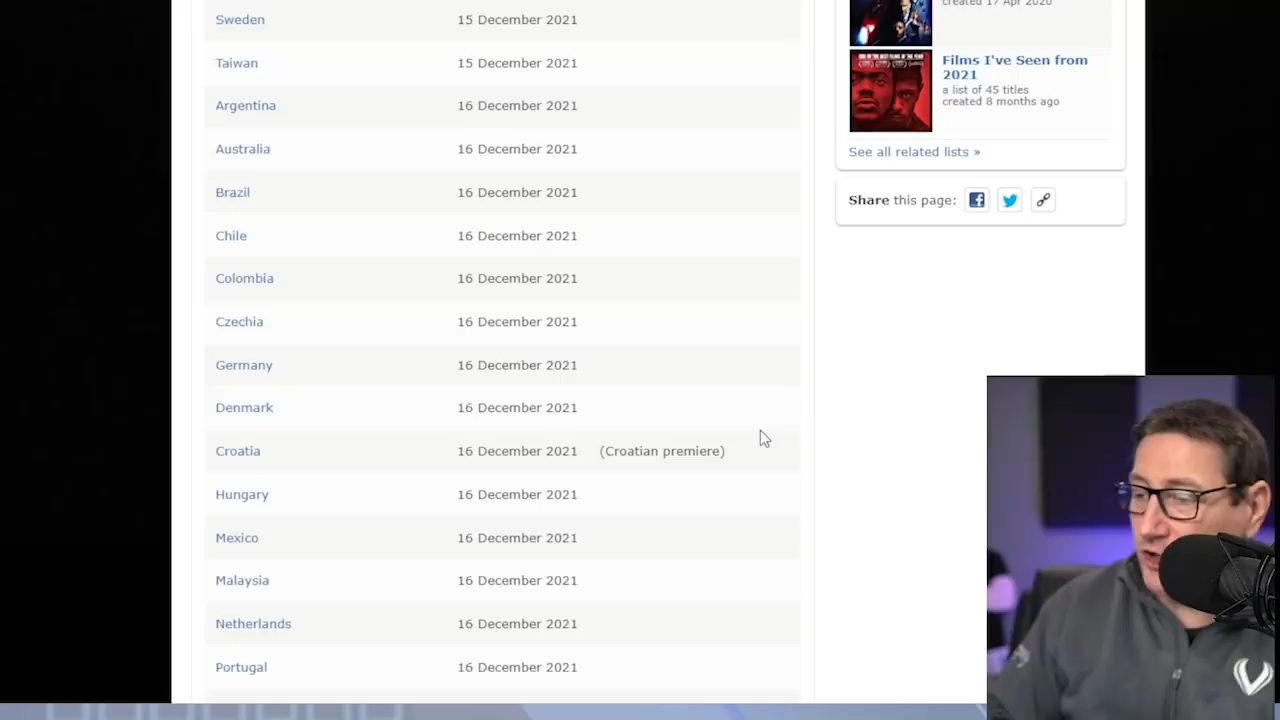 Sweden 15 December 2021
Taiwan 15 December 2021
Argentina 16 December 2021
Australia 16 December 2021
Brazil 16 December 2021
Chile 16 December 2021
Colombia 16 December 2021
Czechia 16 December 2021
Germany 16 December 2021
Denmark 16 December 2021
Croatia 16 December 2021 (Croatian premiere)
Hungary 16 December 2021
Mexico 16 December 2021
Malaysia 16 December 2021
Netherlands 16 December 2021
Portugal 16 December 2021
created 17 Apr 2020
Films I've Seen from
2021
a list of 45 titles
created 8 months ago
See all related lists »
Share this page: